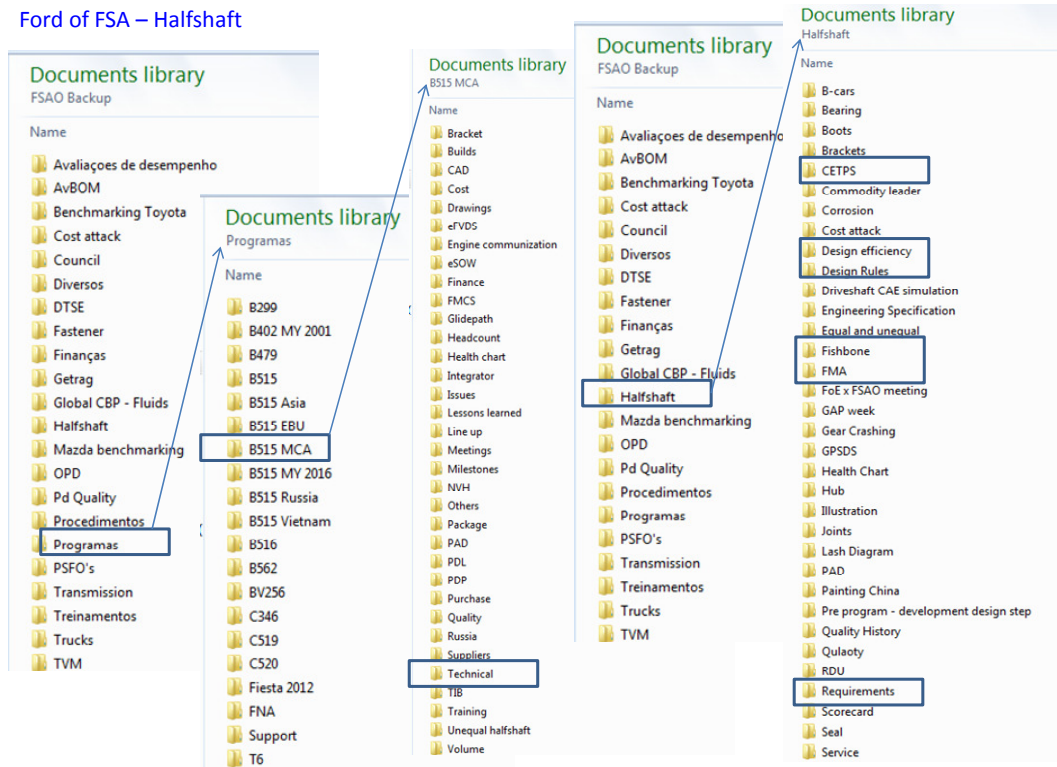 Ford of FSA – Halfshaft
Documents library
FSAO Backup
Name
Avaliaçoes de desempenho
AvBOM
Benchmarking Toyota
Cost attack
Council
Diversos
DTSE
Fastener
Finanças
Getrag
Global CBP - Fluids
Halfshaft
Mazda benchmarking
OPD
Pd Quality
Procedimentos
Programas
PSFO's
Transmission
Treinamentos
Trucks
TVM
Documents library
Programas
Name
B299
B402 MY 2001
B479
B515
B515 Asia
B515 EBU
B515 MCA
B515 MY 2016
B515 Russia
B515 Vietnam
B516
B562
BV256
C346
C519
C520
Fiesta 2012
FNA
Support
T6
Documents library
B515 MCA
Name
Bracket
Builds
CAD
Cost
Drawings
eFVDS
Engine communization
eSOW
Finance
FMCS
Glidepath
Headcount
Health chart
Integrator
Issues
Lessons learned
Line up
Meetings
Milestones
NVH
Others
Package
PAD
PDL
PDP
Purchase
Quality
Russia
Suppliers
Technical
TIB
Training
Unequal halfshaft
Volume
Documents library
FSAO Backup
Name
Avaliaçoes de desempenho
AvBOM
Benchmarking Toyota
Cost attack
Council
Diversos
DTSE
Fastener
Finanças
Getrag
Global CBP - Fluids
Halfshaft
Mazda benchmarking
OPD
Pd Quality
Procedimentos
Programas
PSFO's
Transmission
Treinamentos
Trucks
TVM
Documents library
Halfshaft
Name
B-cars
Bearing
Boots
Brackets
CETPS
Commodity leader
Corrosion
Cost attack
Design efficiency
Design Rules
Driveshaft CAE simulation
Engineering Specification
Equal and unequal
Fishbone
FMA
FoE x FSAO meeting
GAP week
Gear Crashing
GPSDS
Health Chart
Hub
Illustration
Joints
Lash Diagram
PAD
Painting China
Pre program - development design step
Quality History
Qulaoty
RDU
Requirements
Scorecard
Seal
Service